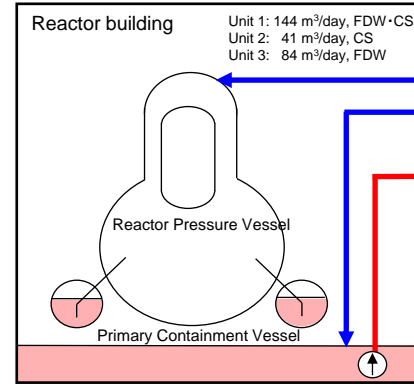 Reactor building
Unit 1: 144 m³/day, FDW・CS
Unit 2: 41 m³/day, CS
Unit 3: 84 m³/day, FDW
Reactor Pressure Vessel
Primary Containment Vessel